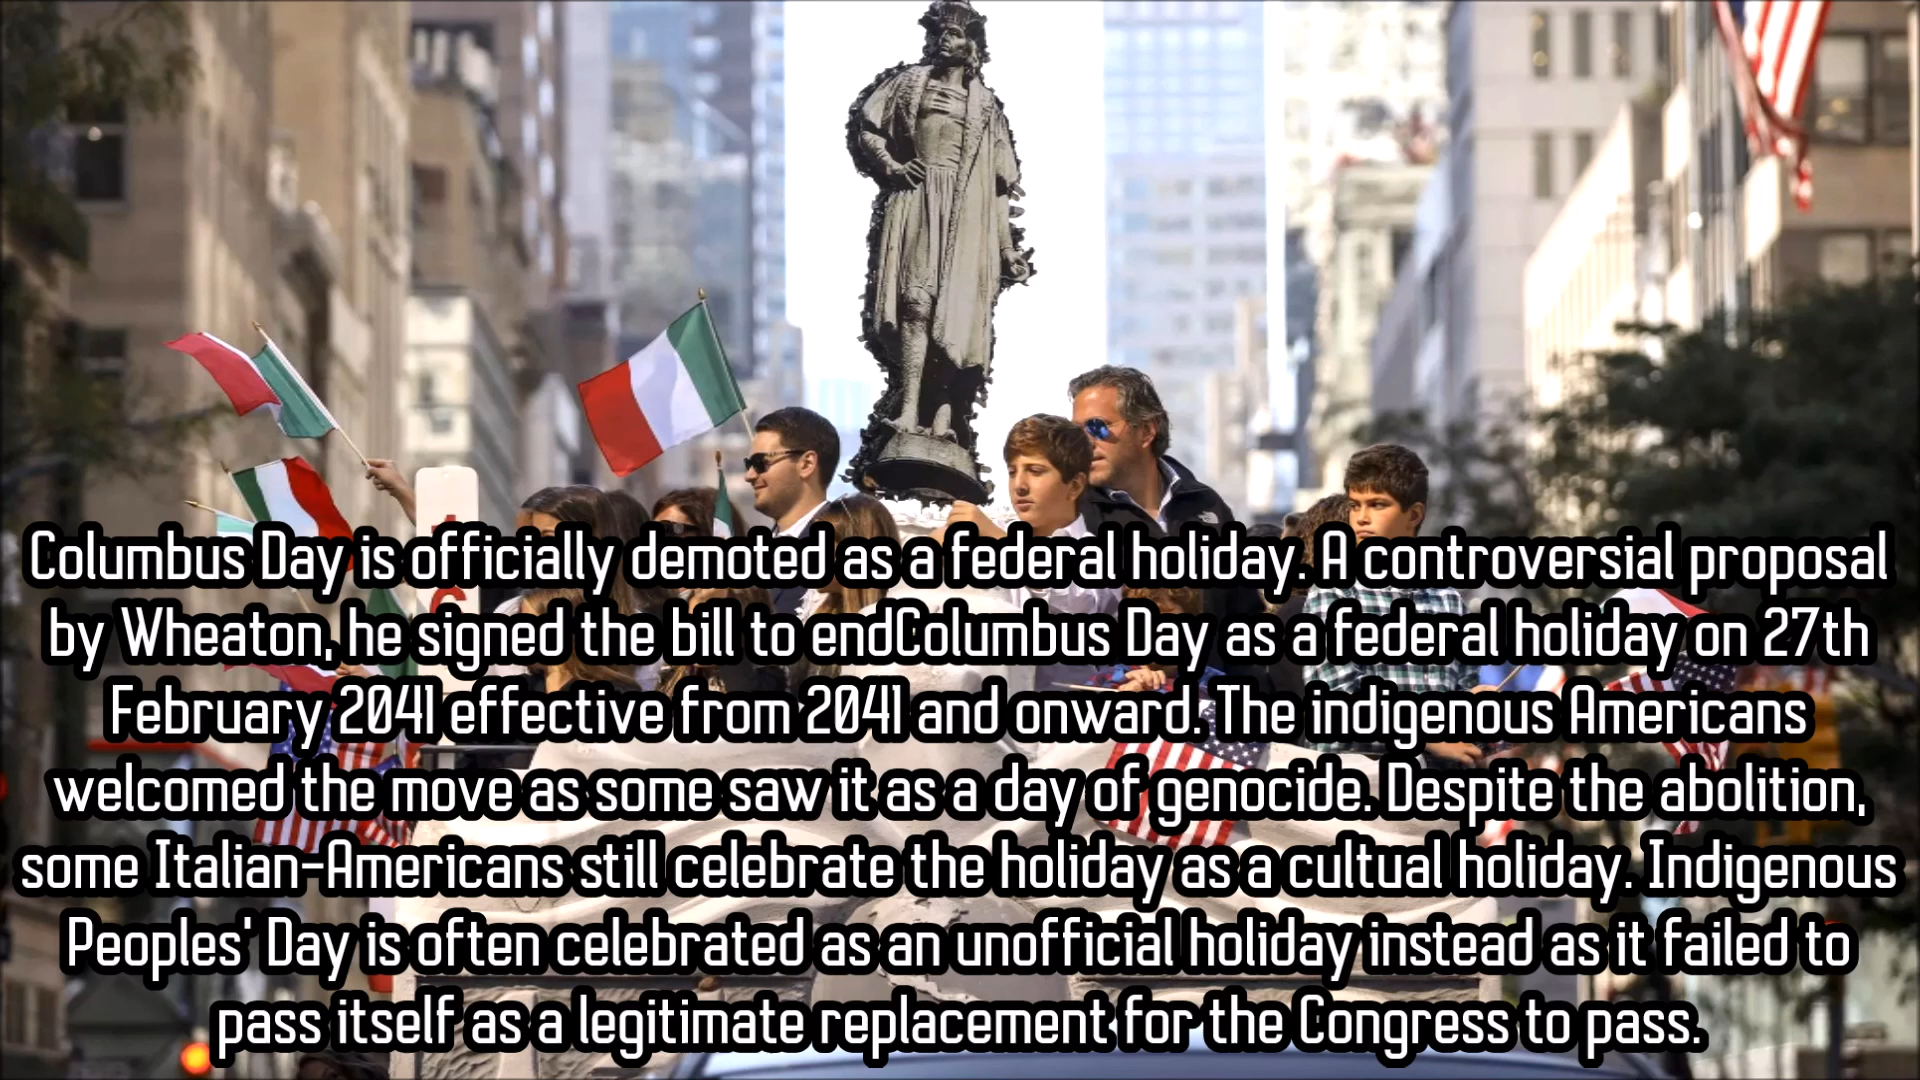 Columbus Day is officially demoted as a federal holiday. A controversial proposal
by Wheaton, he signed the bill to endColumbus Day as a federal holiday on 27th
February 2041 effective from 2041 and onward. The indigenous Americans
welcomed the move as some saw it as a day of genocide. Despite the abolition,
some Italian-Americans still celebrate the holiday as a cultual holiday. Indigenous
Peoples' Day is often celebrated as an unofficial holiday instead as it failed to
pass itself as a legitimate replacement for the Congress to pass.